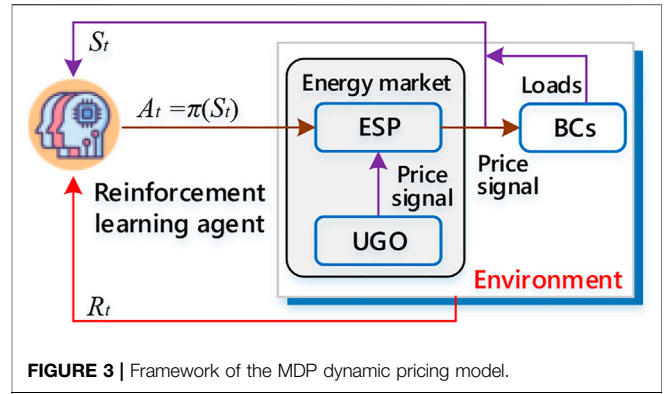 St
Energy market
Loads
At =π(St)
ESP
BCs
Price
signal
Price
signal
Reinforcement
learning agent
UGO
Environment
Rt
FIGURE 3 | Framework of the MDP dynamic pricing model.